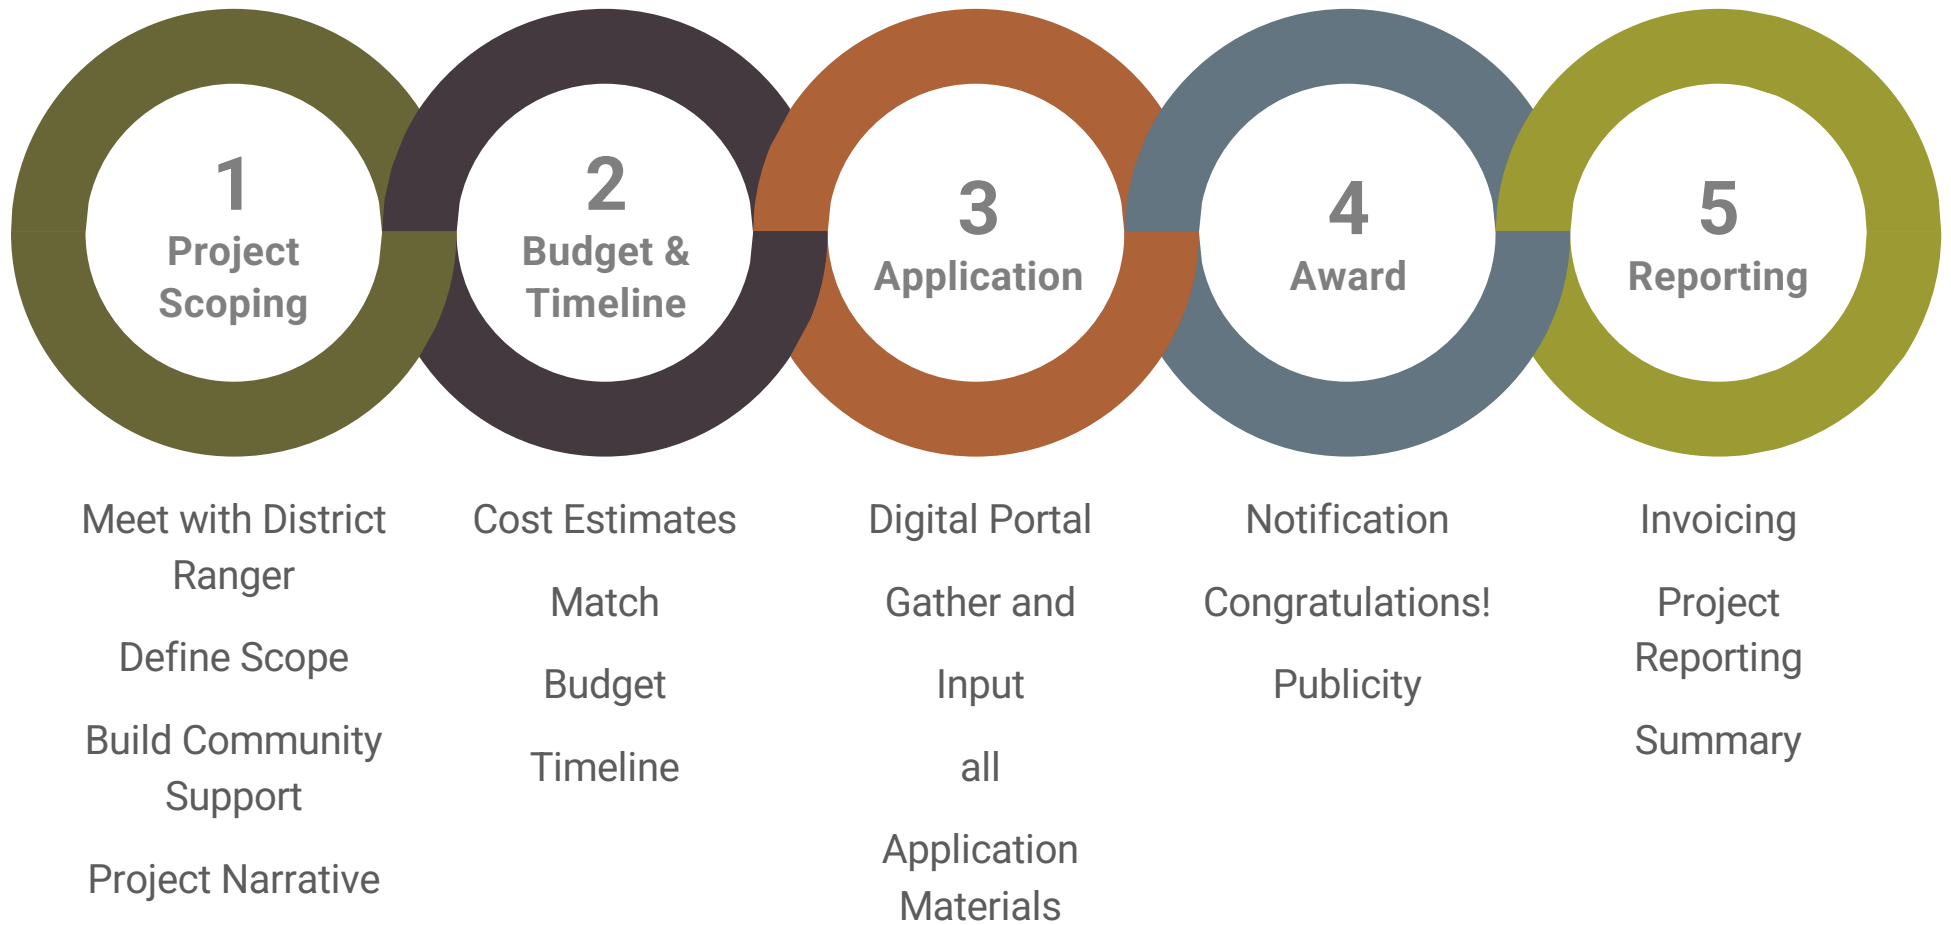 1
Project
Scoping
Meet with District
Ranger
Define Scope
Build Community
Support
Project Narrative
2
Budget &
Timeline
Cost Estimates
Match
Budget
Timeline
3
Application
Digital Portal
Gather and
Input
all
Application
Materials
4
Award
Notification
Congratulations!
Publicity
5
Reporting
Invoicing
Project
Reporting
Summary